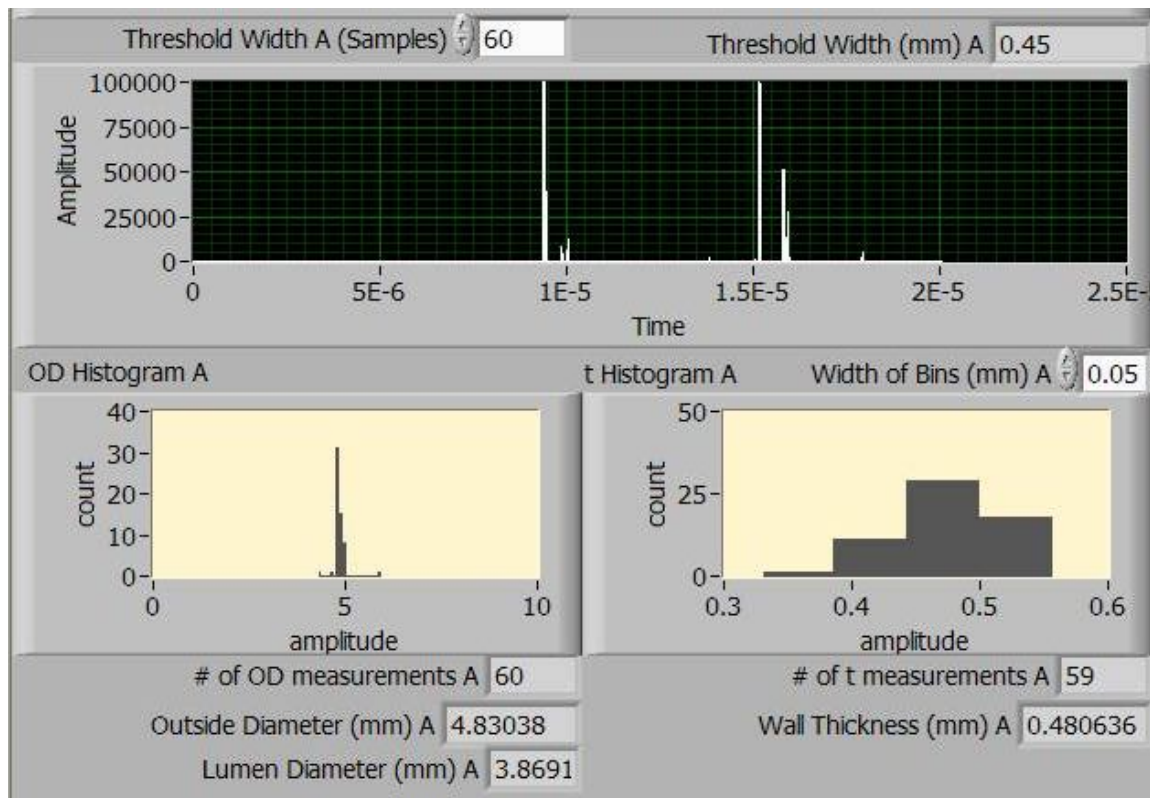 Threshold Width A (Samples) 60 Threshold Width (mm) A 0.45
100000
75000
50000
25000
0
Amplitude
0 5E-6 1E-5 1.5E-5 2E-5 2.5E-
Time
OD Histogram A
40
30
20
10
0
count
0 5 10
amplitude
# of OD measurements A 60
Outside Diameter (mm) A 4.83038
Lumen Diameter (mm) A 3.8691
t Histogram A Width of Bins (mm) A 0.05
50
25
0
count
0.3 0.4 0.5 0.6
amplitude
# of t measurements A 59
Wall Thickness (mm) A 0.480636